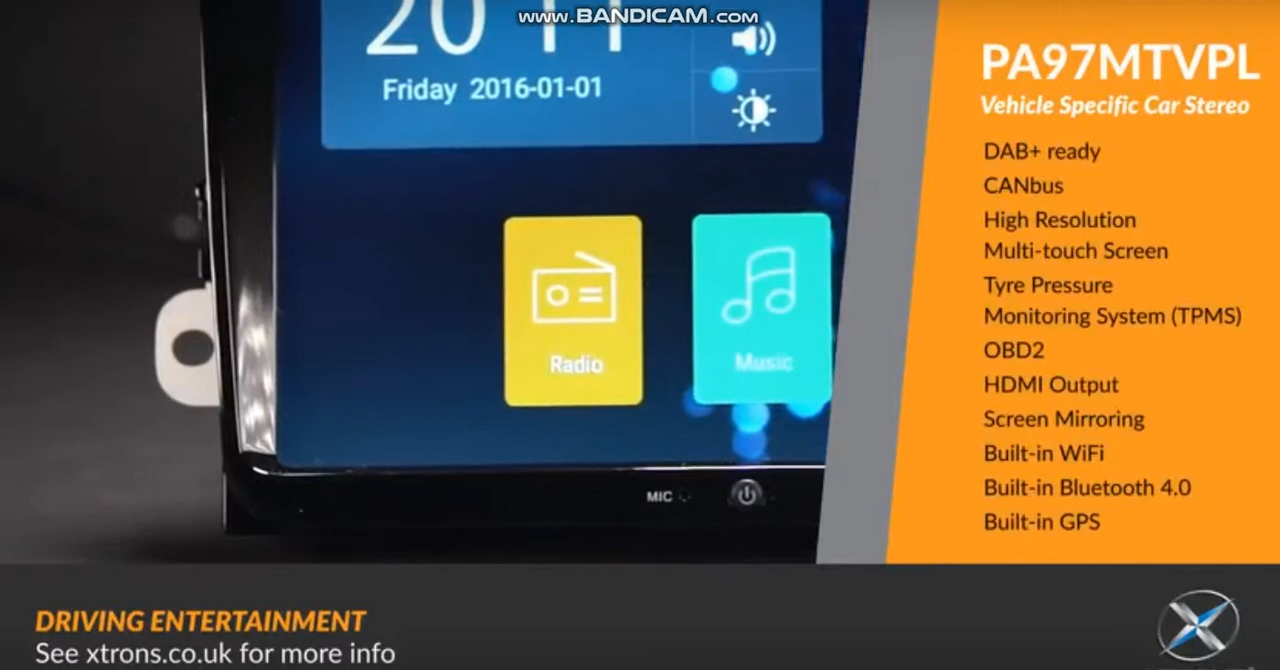 www.BANDICAM.com
20 11
Friday 2016-01-01
Radio
Music
MIC
PA97MTVPL
Vehicle Specific Car Stereo
DAB+ ready
CANbus
High Resolution
Multi-touch Screen
Tyre Pressure
Monitoring System (TPMS)
OBD2
HDMI Output
Screen Mirroring
Built-in WiFi
Built-in Bluetooth 4.0
Built-in GPS
DRIVING ENTERTAINMENT
See xtrons.co.uk for more info